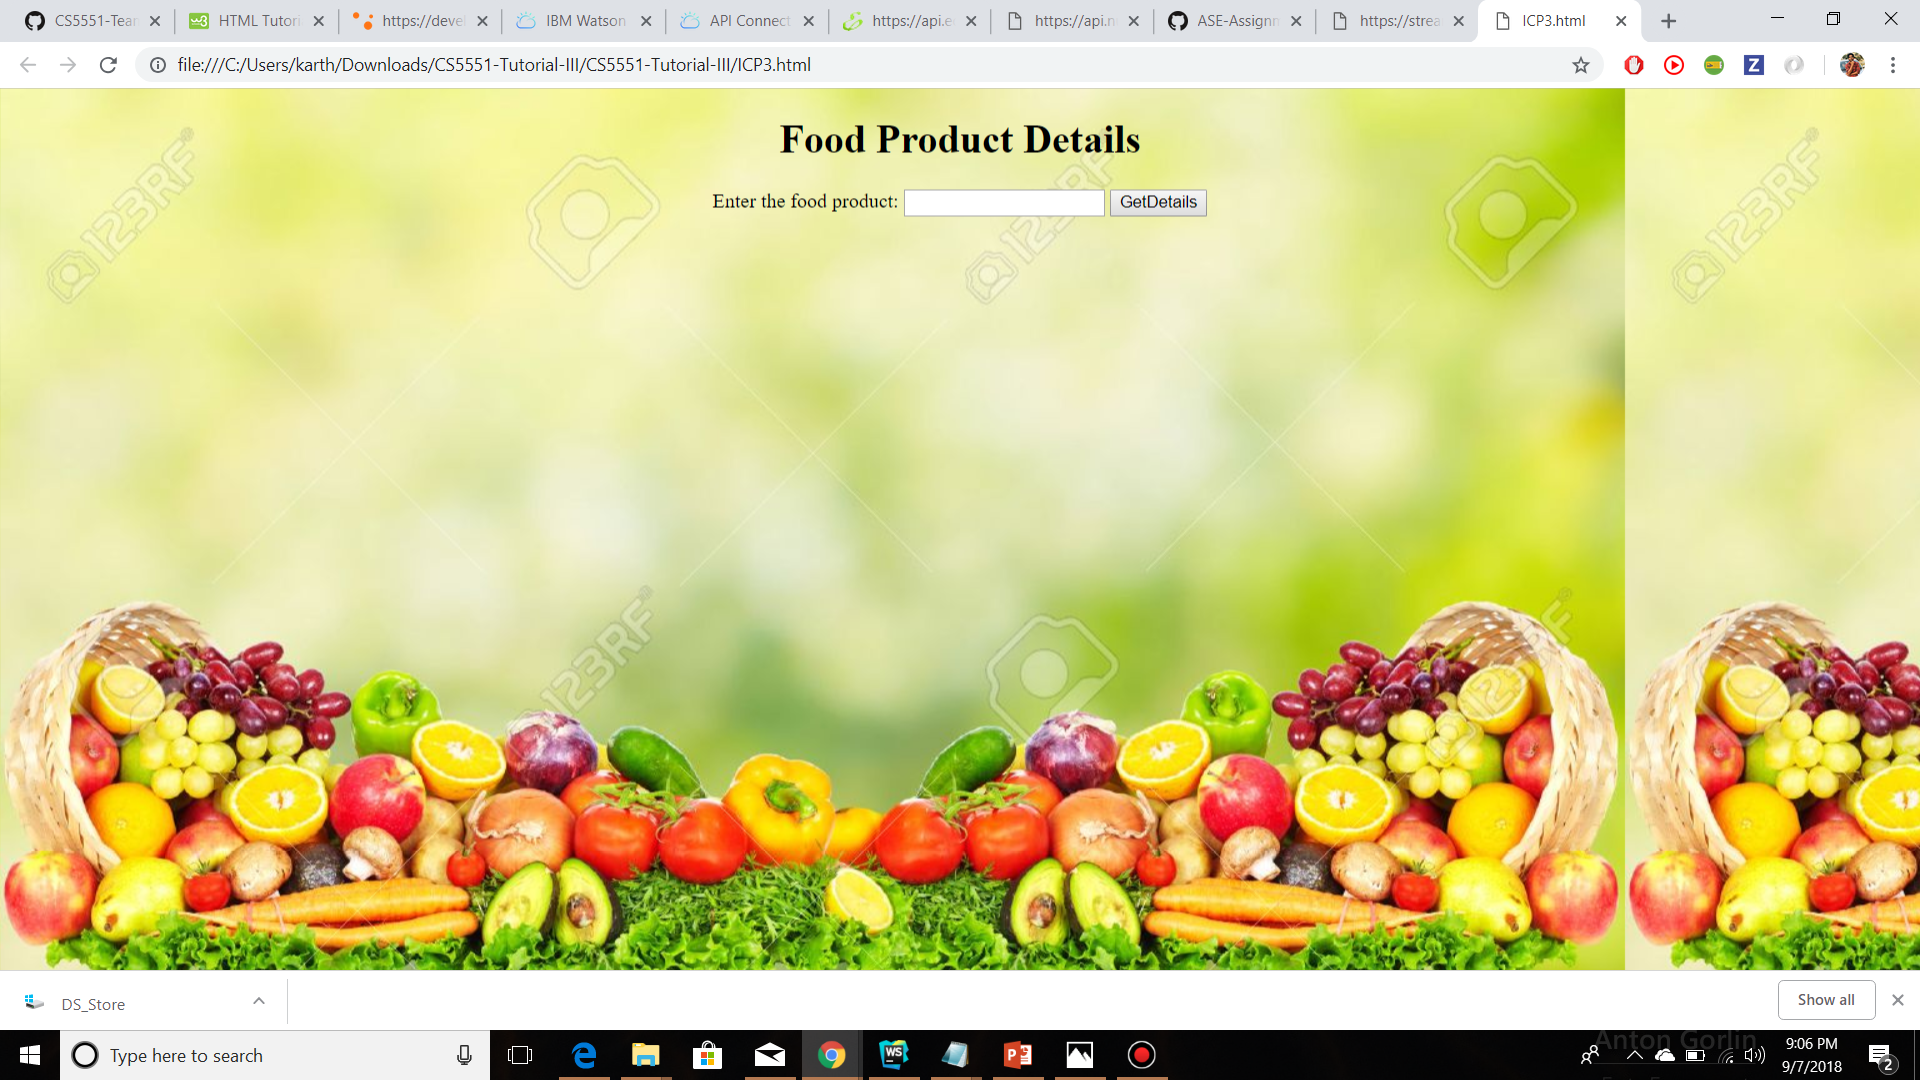 CS5551-Tear
HTML Tutori
https://devel
IBM Watson
API Connect
https://api.e
https://api.n
ASE-Assignn
https://strea
ICP3.html
file:///C:/Users/karth/Downloads/CS5551-Tutorial-III/CS5551-Tutorial-III/ICP3.html
Food Product Details
Enter the food product: GetDetails
123RF
123RF
123RF
123RF
123RF
DS_Store
Show all
Type here to search
Anton Gorlin
9:06 PM
9/7/2018
2